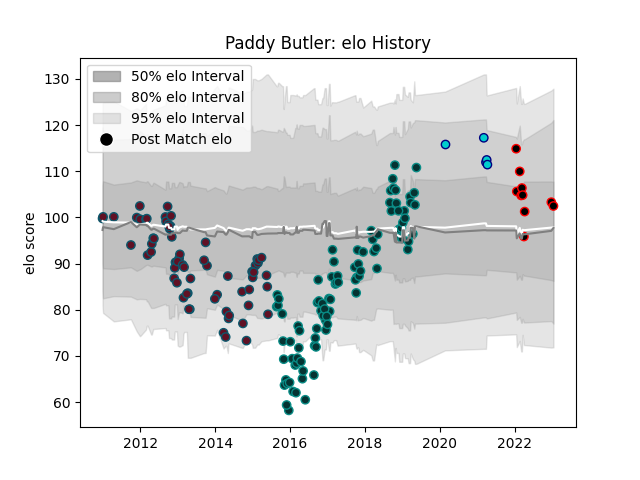 Paddy Butler: elo History
50% elo Interval
80% elo Interval
95% elo Interval
Post Match elo
elo score
130
120
110
100
90
80
70
60
2012 2014 2016 2018 2020 2022